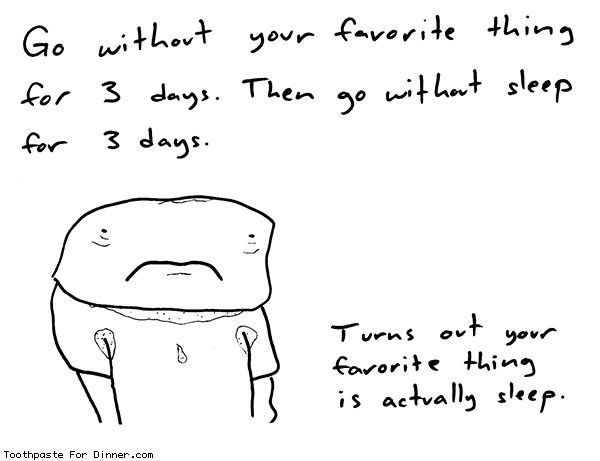 Go without your favorite thing
for 3 days. Then go without sleep
for 3 days.
Turns out your
favorite thing
is actually sleep.
Toothpaste For Dinner.com